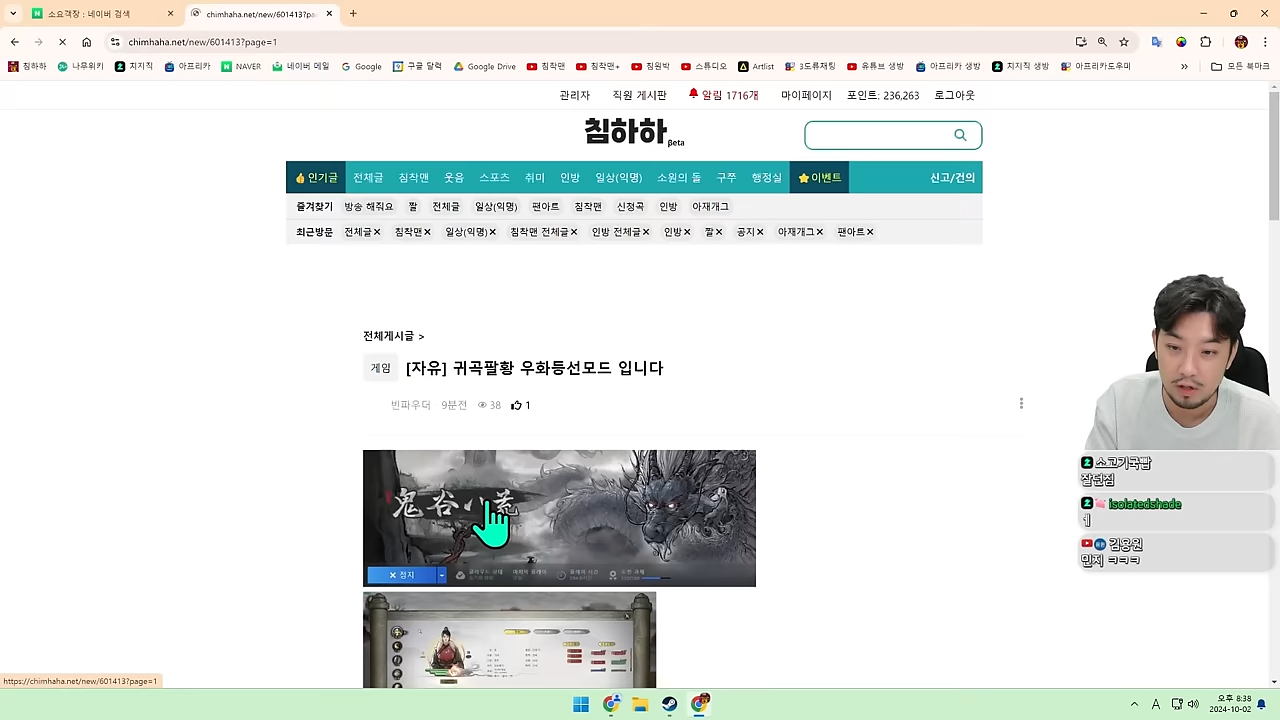 소요객장 : 네이버 검색
chimhaha.net/new/601413?pa
chimhaha.net/new/601413?page=1
침하하 나무위키 치지직 아프리카 NAVER 네이버 메일 Google 구글 달력 Google Drive 침착맨 침착맨+ 침원박 스튜디오 Artlist 3도류채팅 유튜브 생방 아프리카 생방 치지직 생방 아프리카도우미 » 모든 북마크
관리자 직원 게시판 알림 1716개 마이페이지 포인트: 236,263 로그아웃
침하하 βeta
인기글 전체글 침착맨 웃음 스포츠 취미 인방 일상(익명) 소원의 돌 구쭈 행정실 이벤트 신고/건의
즐겨찾기 방송 해줘요 짤 전체글 일상(익명) 팬아트 침착맨 신청곡 인방 아재개그
최근방문 전체글✕ 침착맨✕ 일상(익명)✕ 침착맨 전체글✕ 인방 전체글✕ 인방✕ 짤✕ 공지✕ 아재개그✕ 팬아트✕
전체게시글 >
게임 [자유] 귀곡팔황 우화등선모드 입니다
빈파우더 9분전 38 1
鬼谷八荒
✕ 정지
소고기국밥
잘된점
isolatedshade
1
김용원
민지 ㅋㅋㅋ
https://chimhaha.net/new/601413?page=1
A 오후 8:38
2024-10-02